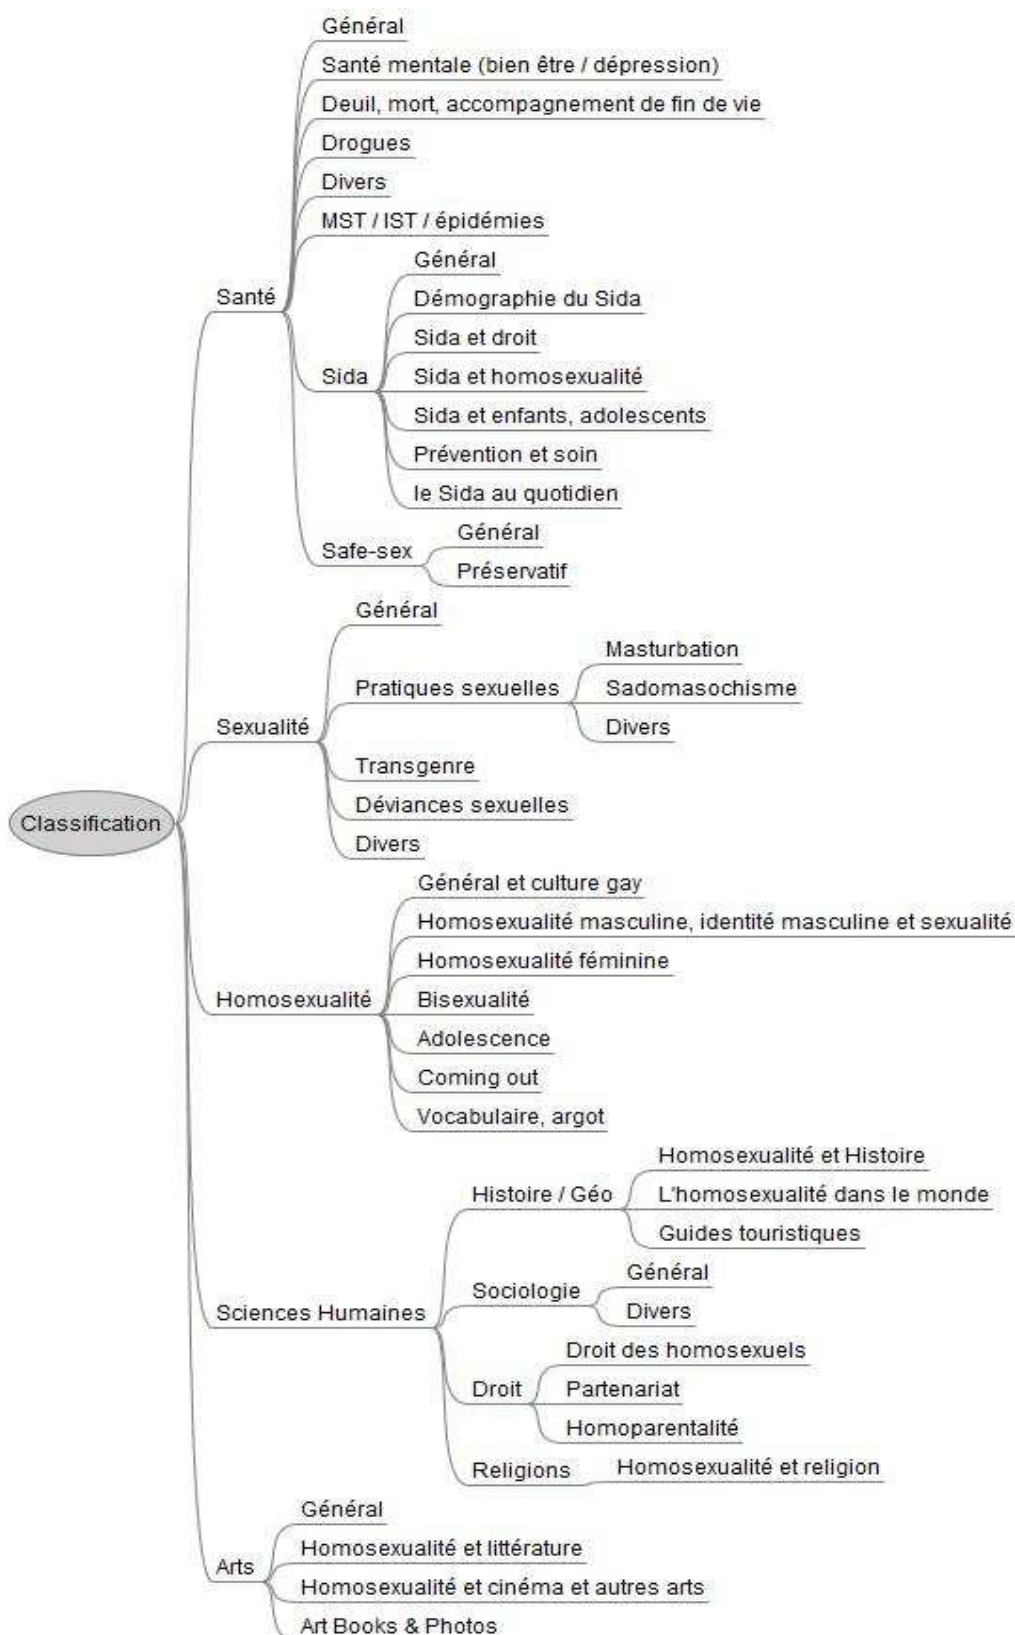 Général
Santé mentale (bien être / dépression)
Deuil, mort, accompagnement de fin de vie
Drogues
Divers
MST / IST / épidémies
Général
Santé
Démographie du Sida
Sida et droit
Sida
Sida et homosexualité
Sida et enfants, adolescents
Prévention et soin
le Sida au quotidien
Général
Safe-sex
Préservatif
Général
Masturbation
Pratiques sexuelles
Sadomasochisme
Sexualité
Divers
Transgenre
Déviances sexuelles
Classification
Divers
Général et culture gay
Homosexualité masculine, identité masculine et sexualité
Homosexualité féminine
Homosexualité
Bisexualité
Adolescence
Coming out
Vocabulaire, argot
Homosexualité et Histoire
Histoire / Géo
L'homosexualité dans le monde
Guides touristiques
Général
Sociologie
Sciences Humaines
Divers
Droit des homosexuels
Droit
Partenariat
Homoparentalité
Religions
Homosexualité et religion
Général
Homosexualité et littérature
Arts
Homosexualité et cinéma et autres arts
Art Books & Photos